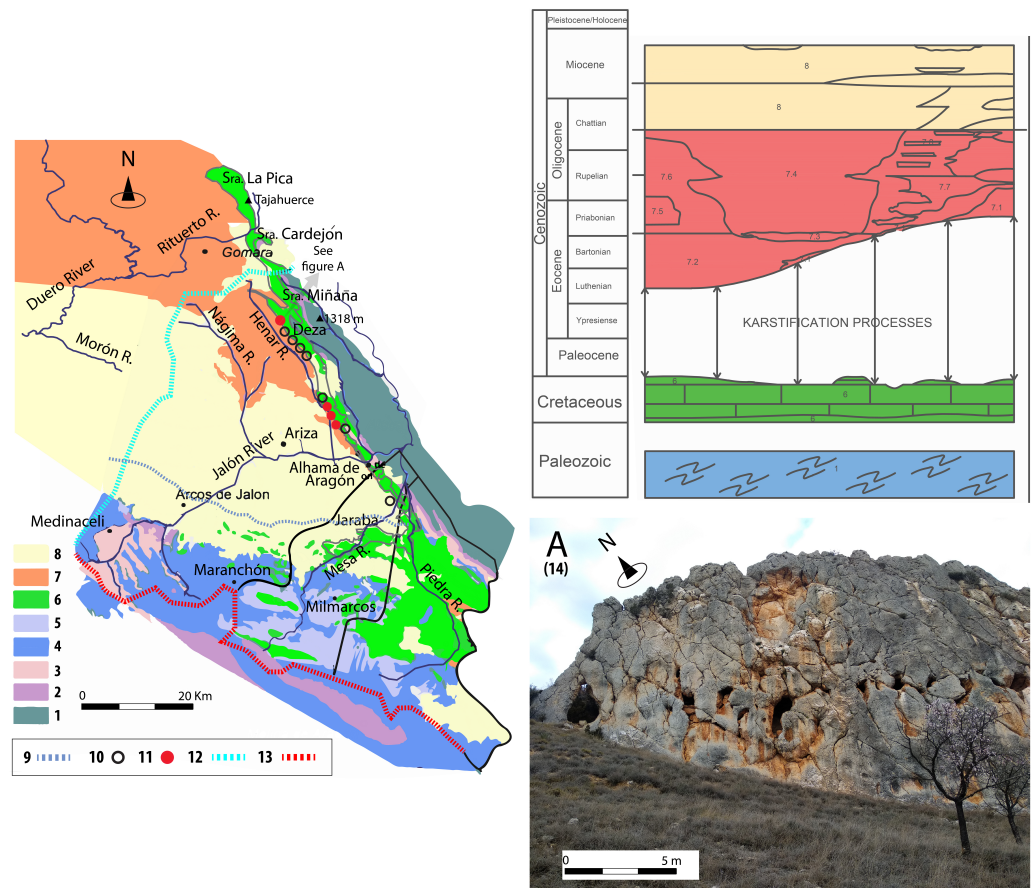 N
Sra. La Pica
Tajahuerce
Rituerto R.
Sra. Cardejón
Gomara
See
figure A
Duero River
Sra. Miñana
1318 m
Deza
Henar R.
Nágima R.
Morón R.
Ariza
Jalón River
Alhama de
Aragón
Arcos de Jalon
Medinaceli
Jaraba
Mesa R.
Maranchón
Piedra R.
Milmarcos
8
7
6
5
4
3
2
1
0 20 Km
9 10 11 12 13
Cenozoic
Pleistocene/Holocene
Miocene
Oligocene
Chattian
Rupelian
Eocene
Priabonian
Bartonian
Luthenian
Ypresiense
Paleocene
Cretaceous
Paleozoic
8
8
7.6
7.4
7.7
7.5
7.1
7.3
7.2
KARSTIFICATION PROCESSES
6
6
6
1
A
(14)
N
0 5 m